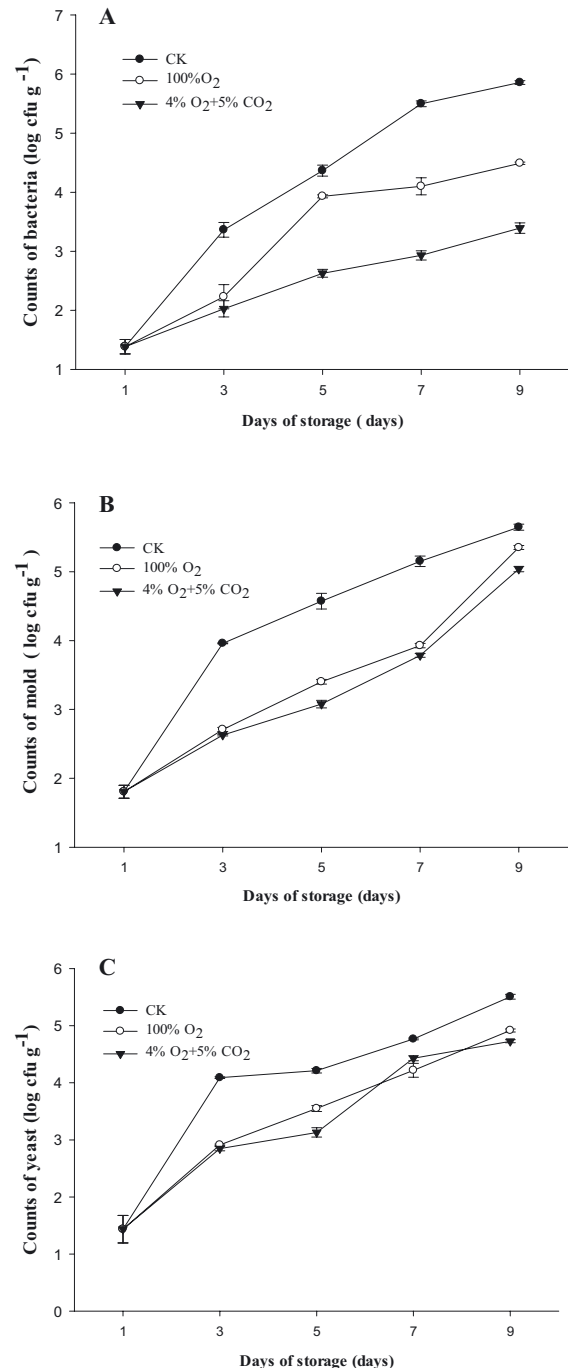 A
CK
100%O2
4% O2+5% CO2
Counts of bacteria (log cfu g -1)
7
6
5
4
3
2
1
1 3 5 7 9
Days of storage ( days)
B
CK
100% O2
4% O2+5% CO2
Counts of mold ( log cfu g -1)
6
5
4
3
2
1
1 3 5 7 9
Days of storage (days)
C
CK
100% O2
4% O2+5% CO2
Counts of yeast (log cfu g -1)
6
5
4
3
2
1
0
1 3 5 7 9
Days of storage (days)